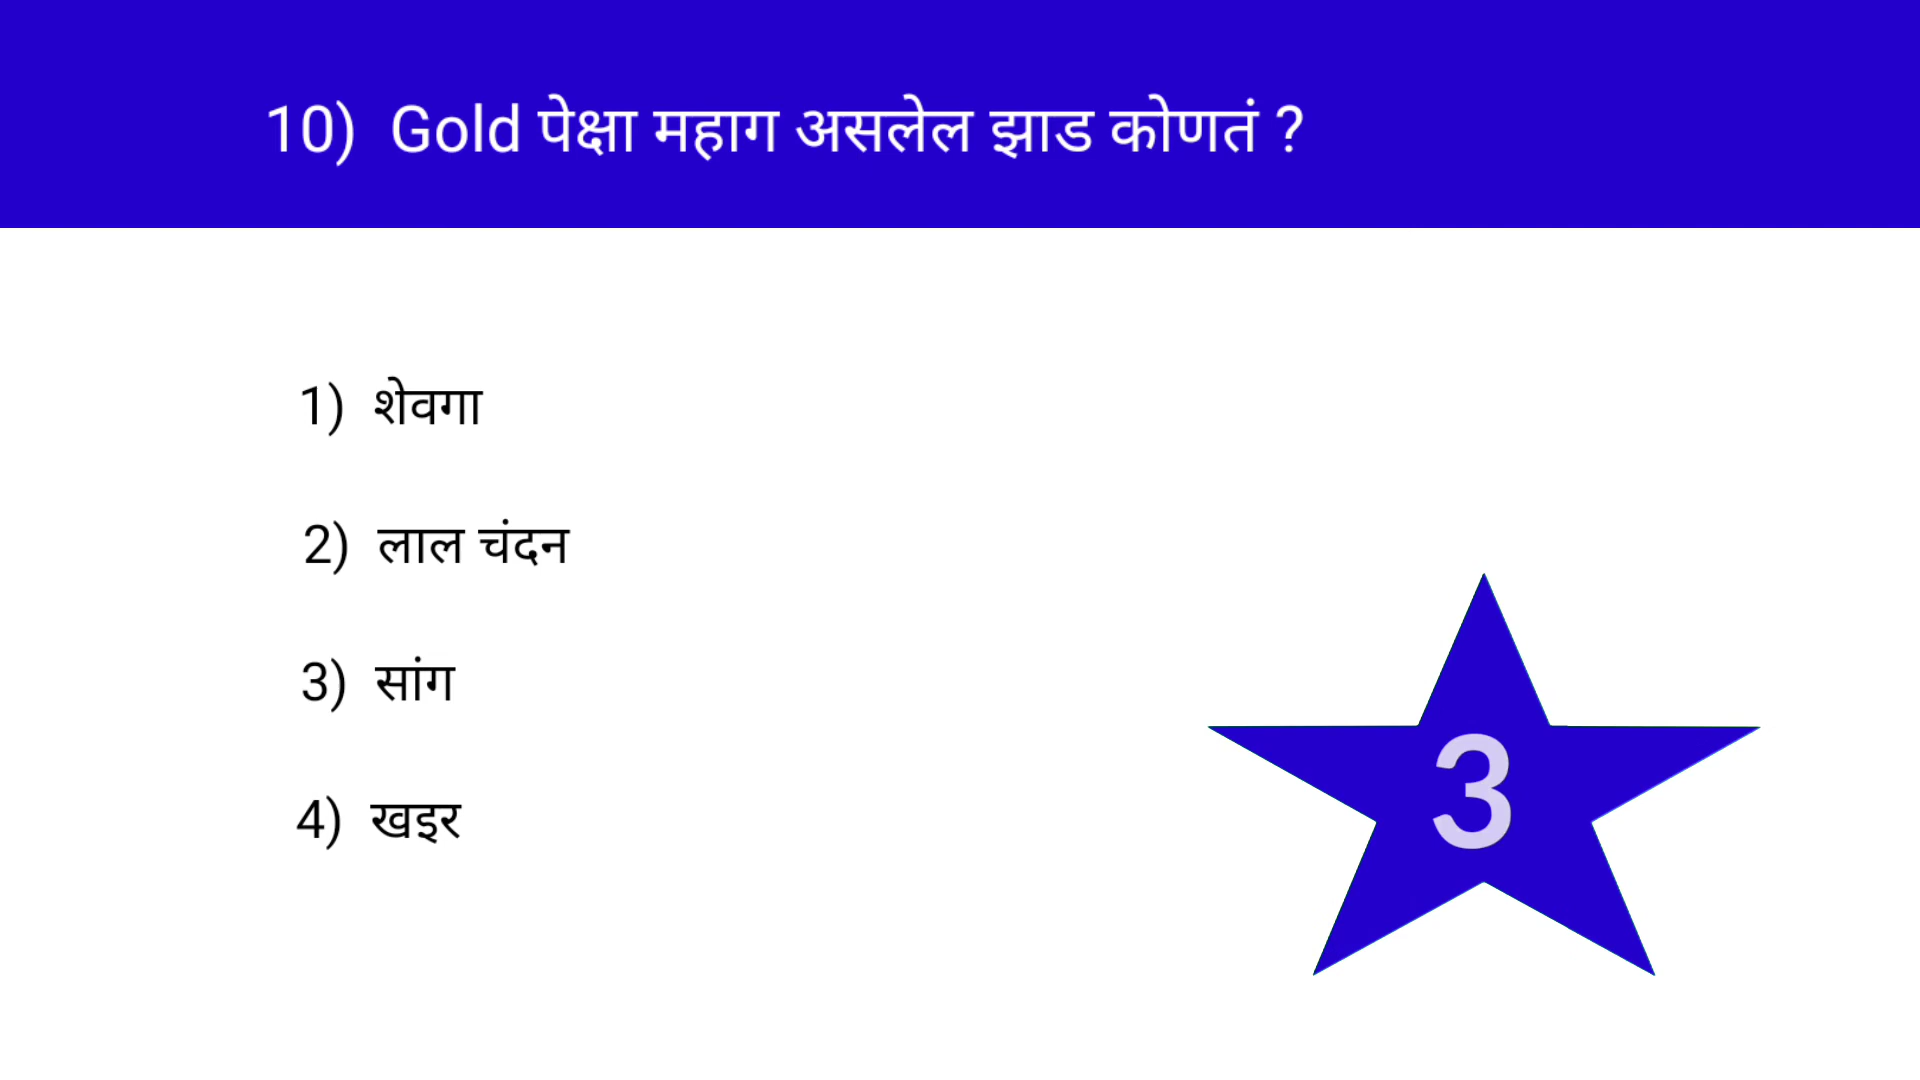 10) Gold पेक्षा महाग असलेल झाड कोणतं ?
1) शेवगा
2) लाल चंदन
3) सांग
4) खइर
3